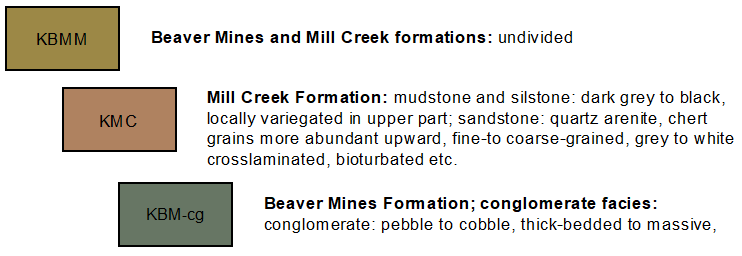 KBMM
Beaver Mines and Mill Creek formations: undivided
KMC
Mill Creek Formation: mudstone and silstone: dark grey to black,
locally variegated in upper part; sandstone: quartz arenite, chert
grains more abundant upward, fine-to coarse-grained, grey to white
crosslaminated, bioturbated etc.
KBM-cg
Beaver Mines Formation; conglomerate facies:
conglomerate: pebble to cobble, thick-bedded to massive,